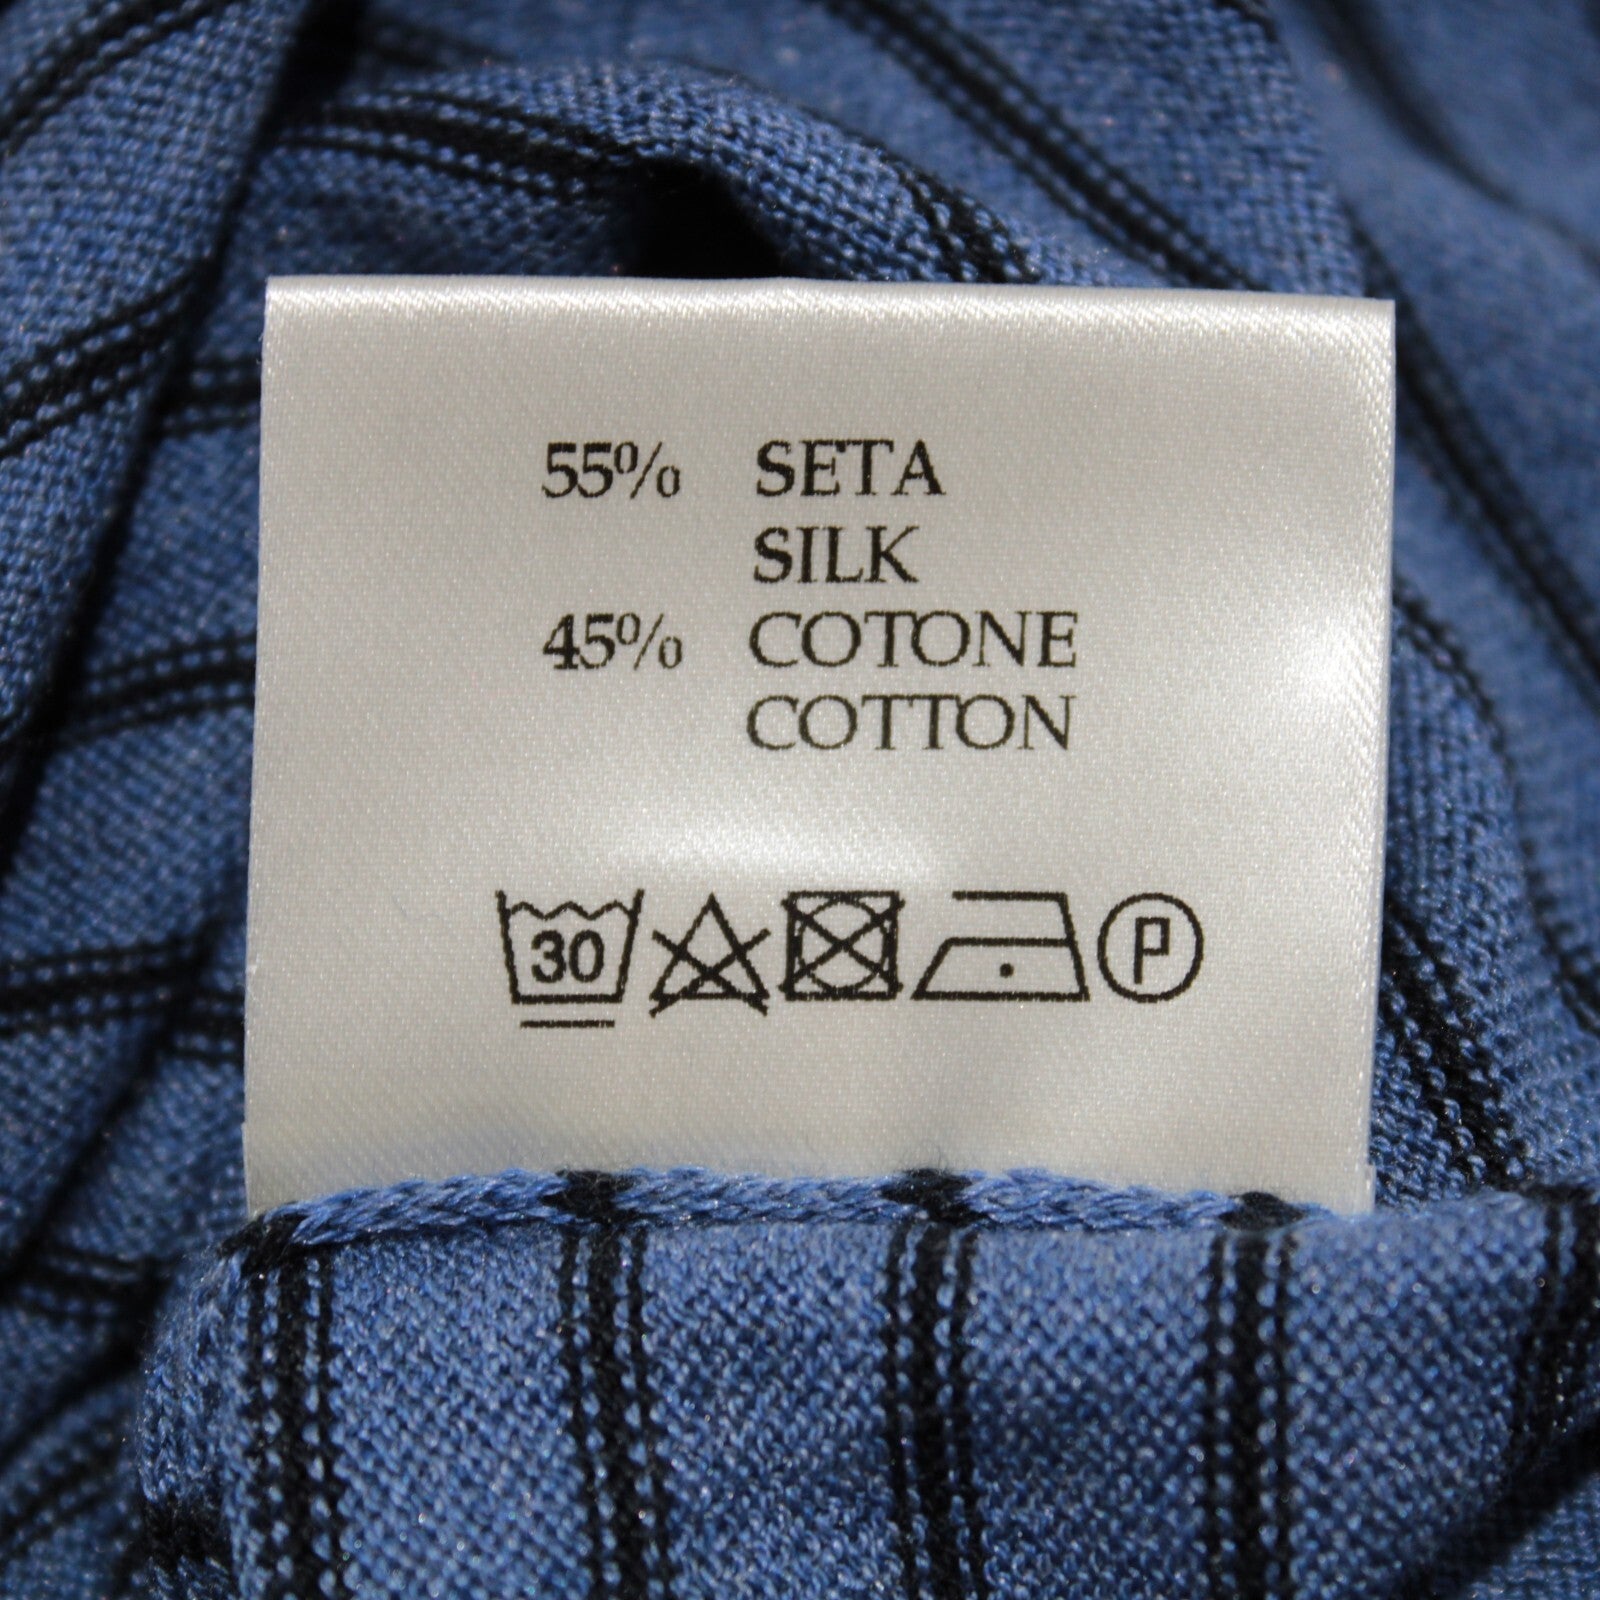 55% SETA
SILK
45% COTONE
COTTON
30 P